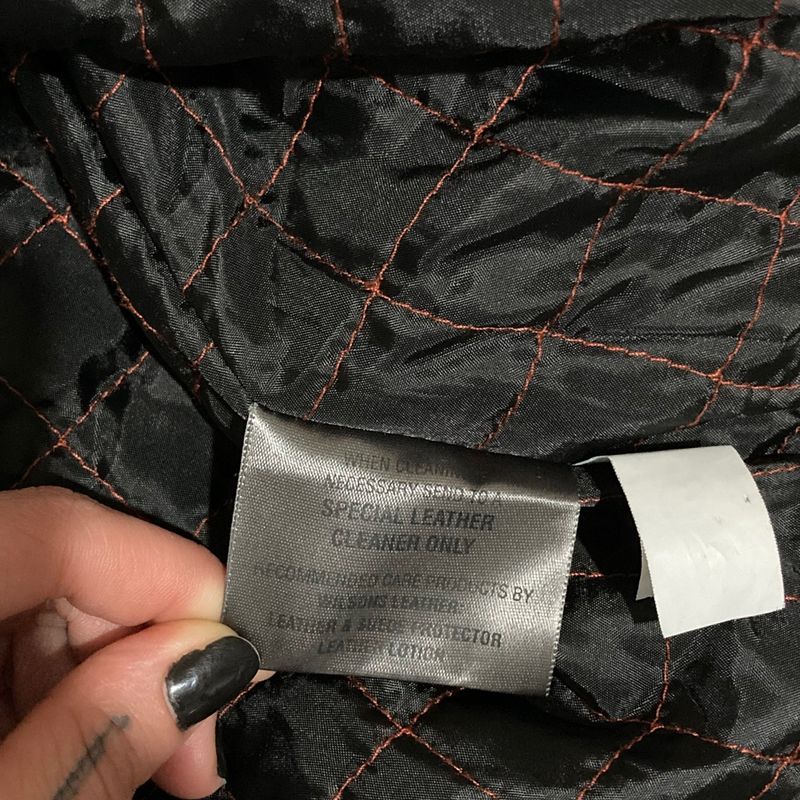 WHEN CLEANING
NECESSARY SEND TO A
SPECIAL LEATHER
CLEANER ONLY
RECOMMENDED CARE PRODUCTS BY
WILSONS LEATHER:
LEATHER & SUEDE PROTECTOR
LEATHER LOTION